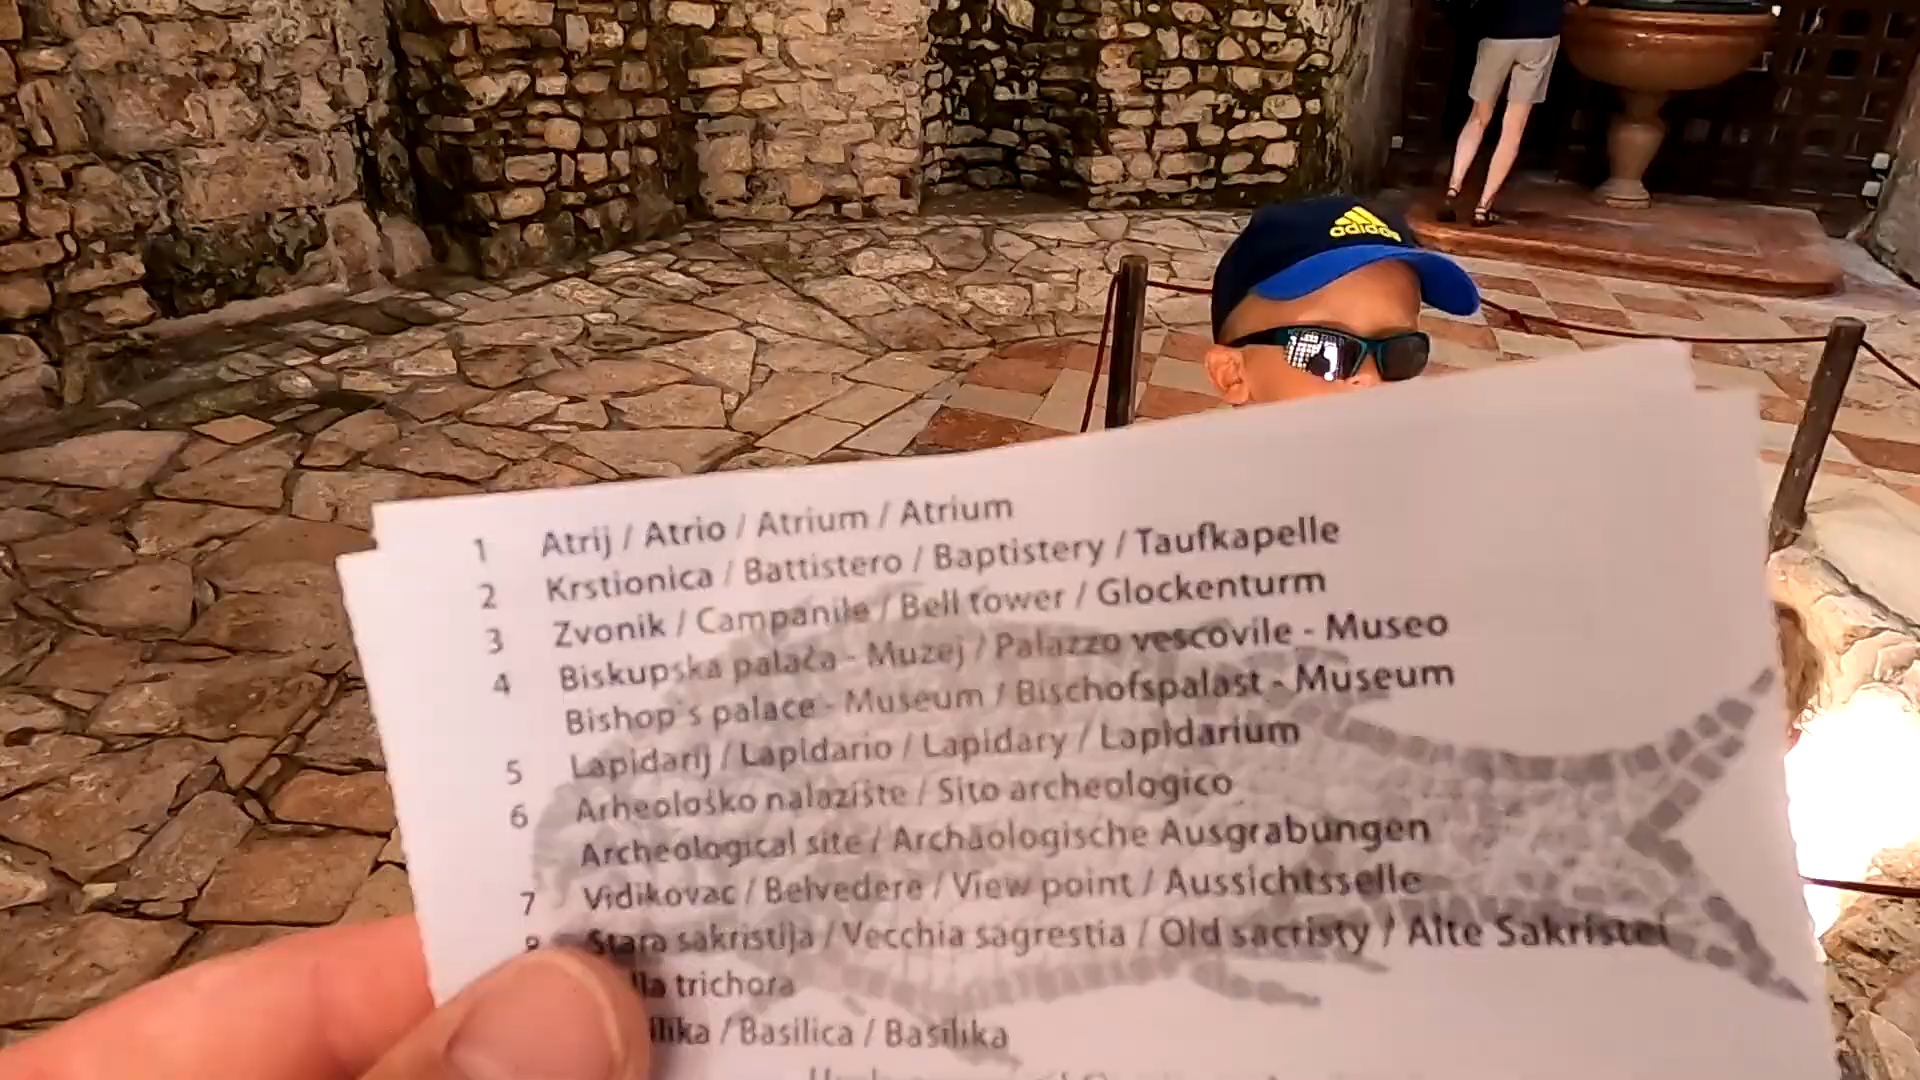 adidas
1 Atrij / Atrio / Atrium / Atrium
2 Krstionica / Battistero / Baptistery / Taufkapelle
3 Zvonik / Campanile / Bell tower / Glockenturm
4 Biskupska palača - Muzej / Palazzo vescovile - Museo
Bishop's palace - Museum / Bischofspalast - Museum
5 Lapidarij / Lapidario / Lapidary / Lapidarium
6 Arheološko nalazište / Sito archeologico
Archeological site / Archäologische Ausgrabungen
7 Vidikovac / Belvedere / View point / Aussichtsselle
8 Stara sakristija / Vecchia sagrestia / Old sacristy / Alte Sakristei
trichora
/ Basilica / Basilika